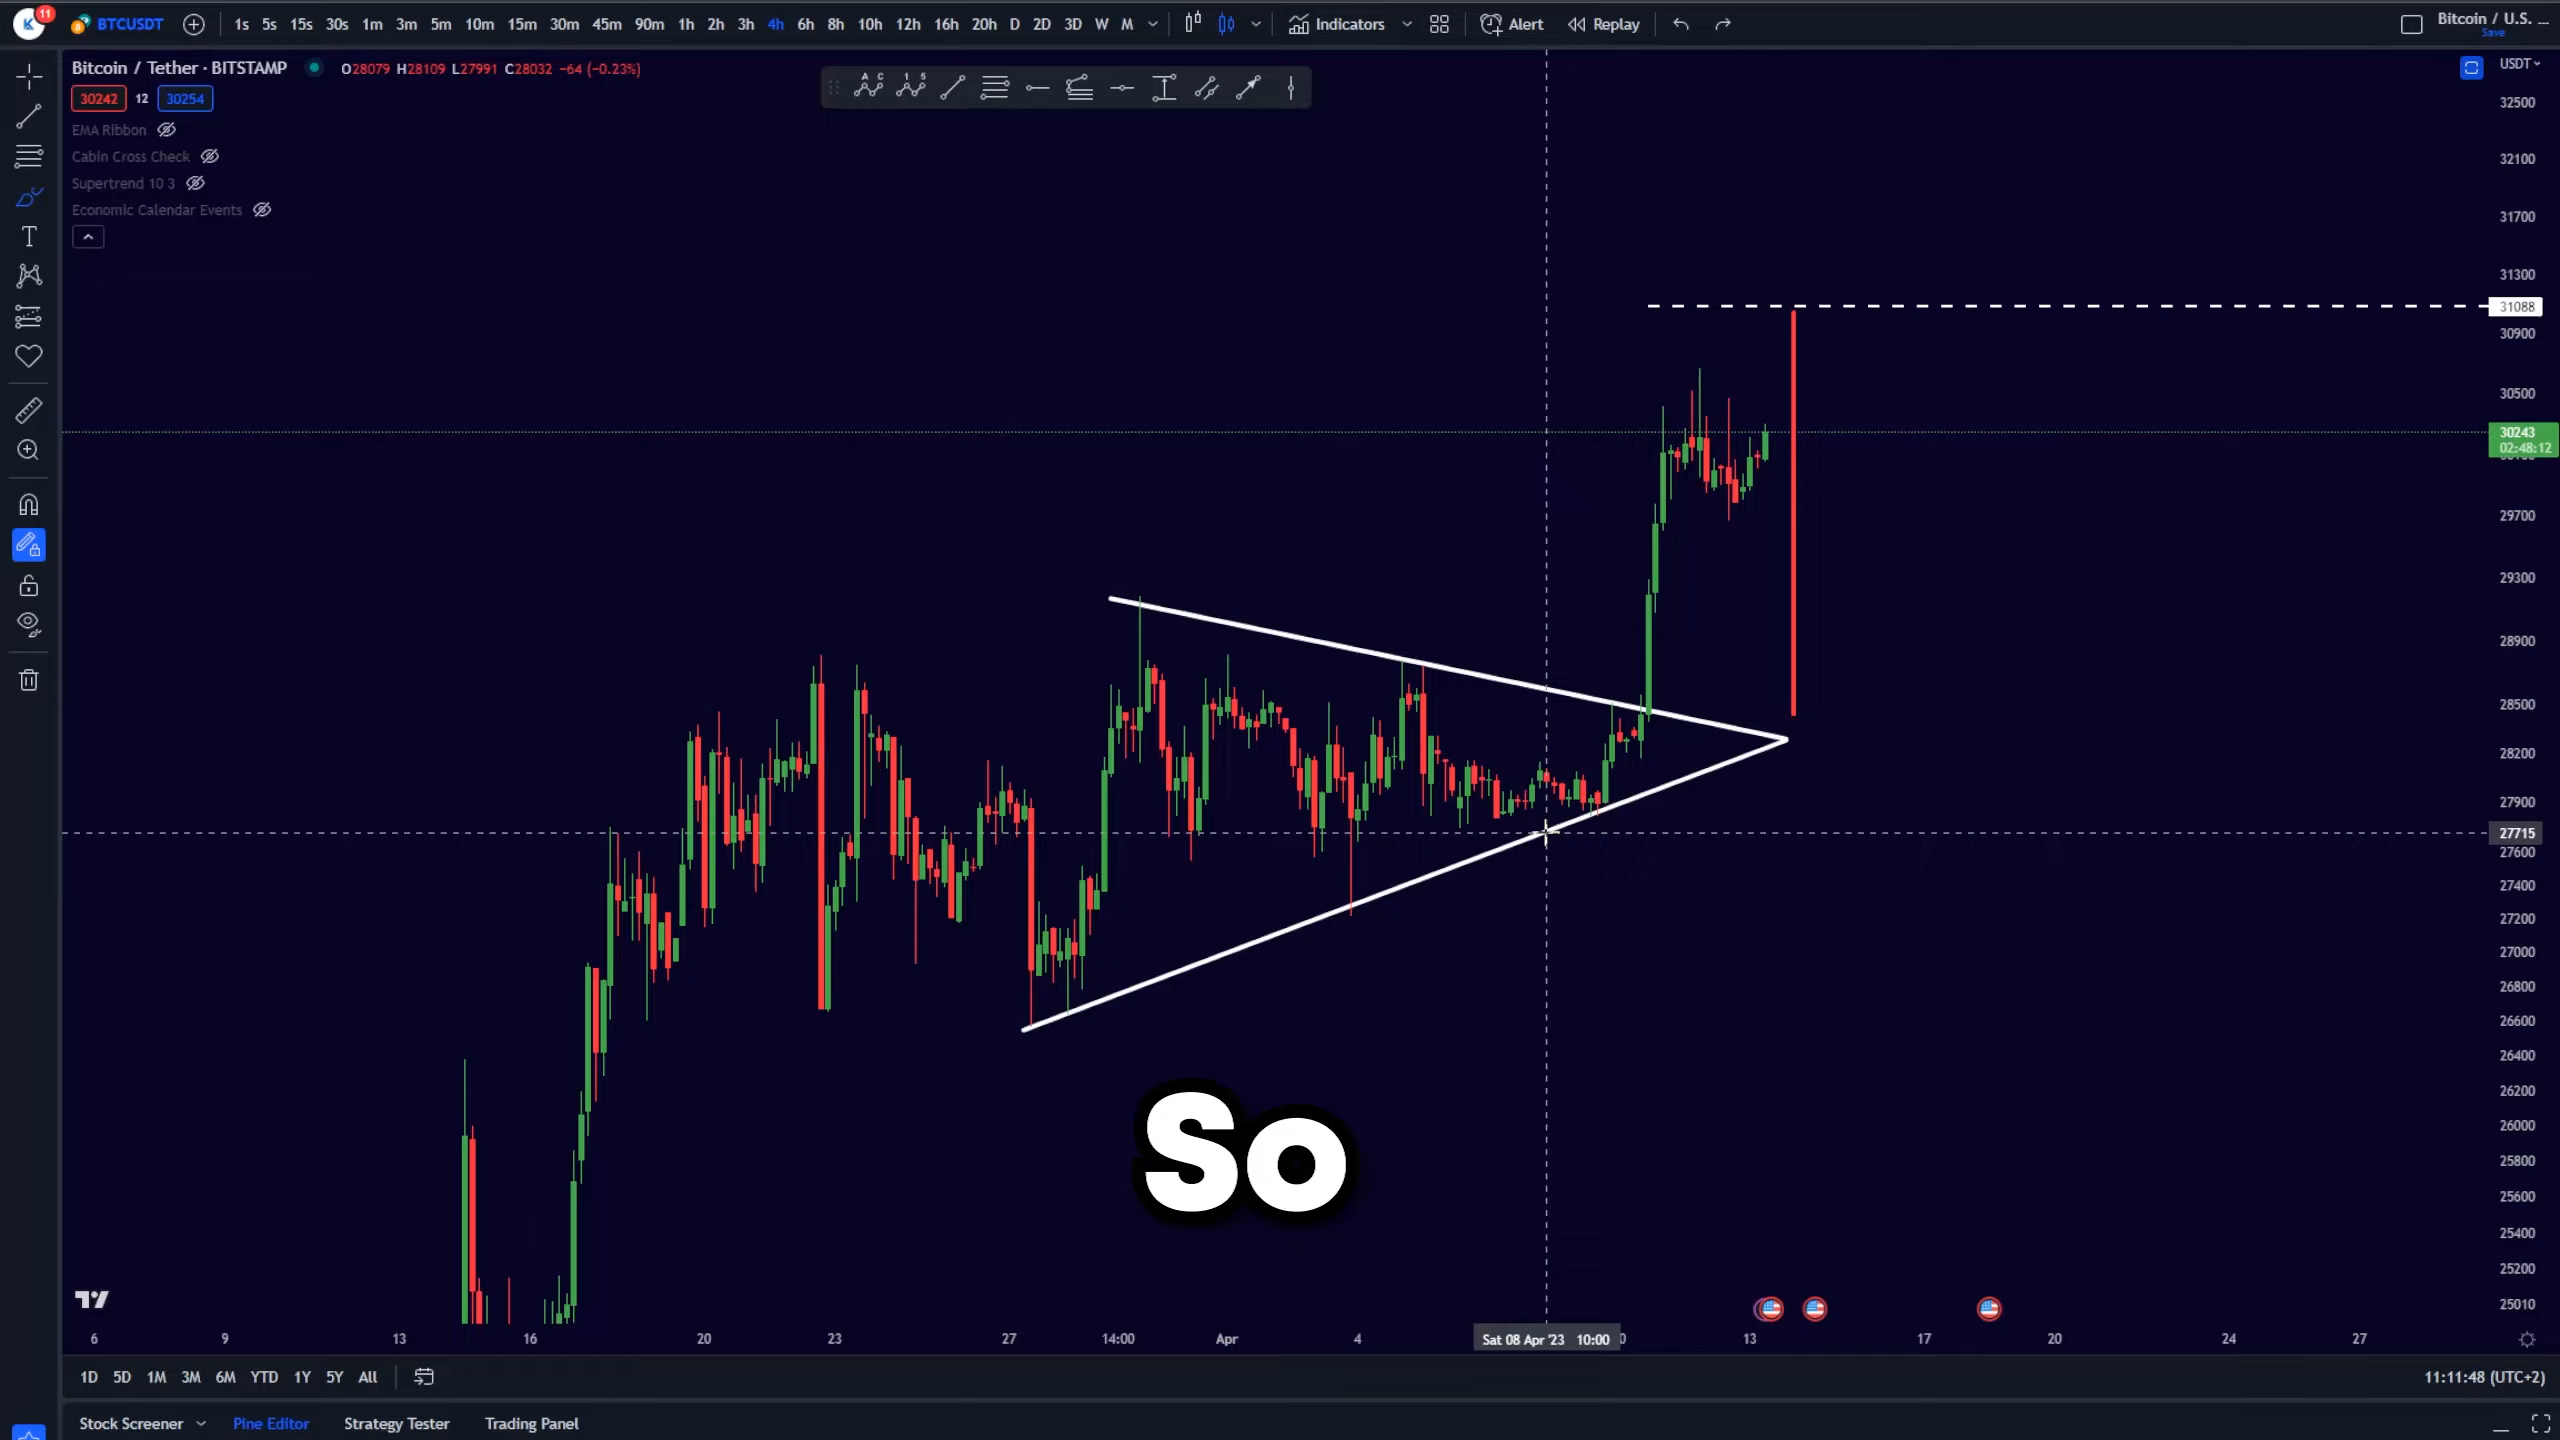 K 11 BTCUSDT 1s 5s 15s 30s 1m 3m 5m 10m 15m 30m 45m 90m 1h 2h 3h 4h 6h 8h 10h 12h 16h 20h D 2D 3D W M Indicators Alert Replay Bitcoin / U.S. ...
Save
Bitcoin / Tether · BITSTAMP O28079 H28109 L27991 C28032 −64 (−0.23%)
USDT
30242 12 30254
EMA Ribbon
Cabin Cross Check
Supertrend 10 3
Economic Calendar Events
A C
1 5
32500
32100
31700
31300
31088
30900
30500
30243
02:48:12
29700
29300
28900
28500
28200
27900
27715
27600
27400
27200
27000
26800
26600
26400
26200
26000
25800
25600
25400
25200
25010
So
6 9 13 16 20 23 27 14:00 Apr 4 Sat 08 Apr '23 10:00 0 13 17 20 24 27
1D 5D 1M 3M 6M YTD 1Y 5Y All
11:11:48 (UTC+2)
Stock Screener Pine Editor Strategy Tester Trading Panel